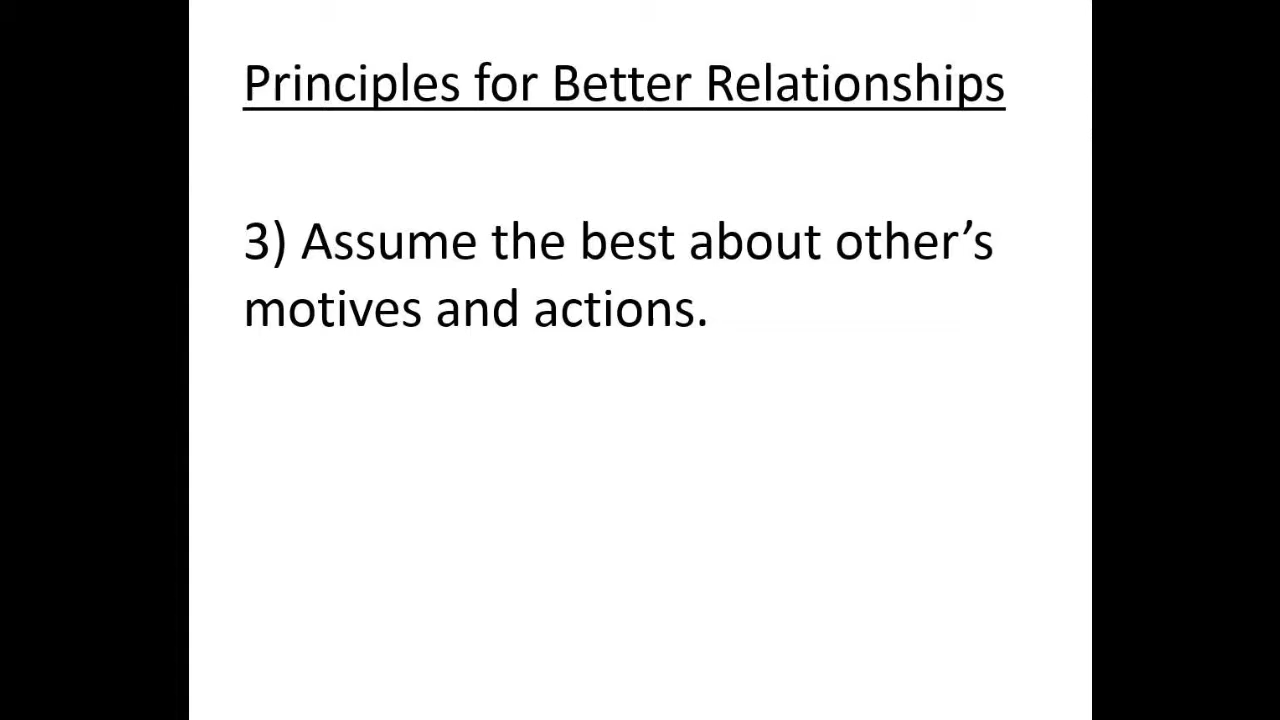 Principles for Better Relationships
3) Assume the best about other’s
motives and actions.